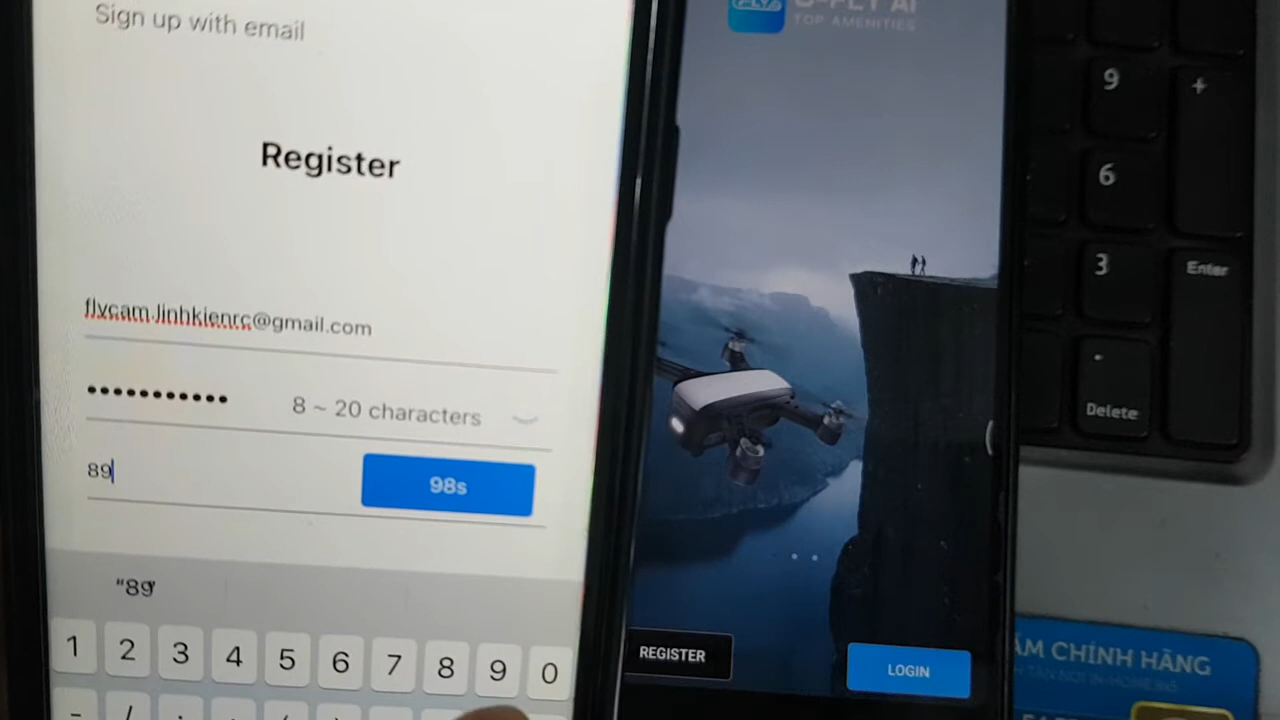 Sign up with email
Register
flycam.linhkienrc@gmail.com
••••••••••• 8 ~ 20 characters
89 98s
"89"
1 2 3 4 5 6 7 8 9 0
- /
TOP AMENITIES
REGISTER
LOGIN
9 +
6
3 Enter
.
Delete
ÂM CHÍNH HÃNG